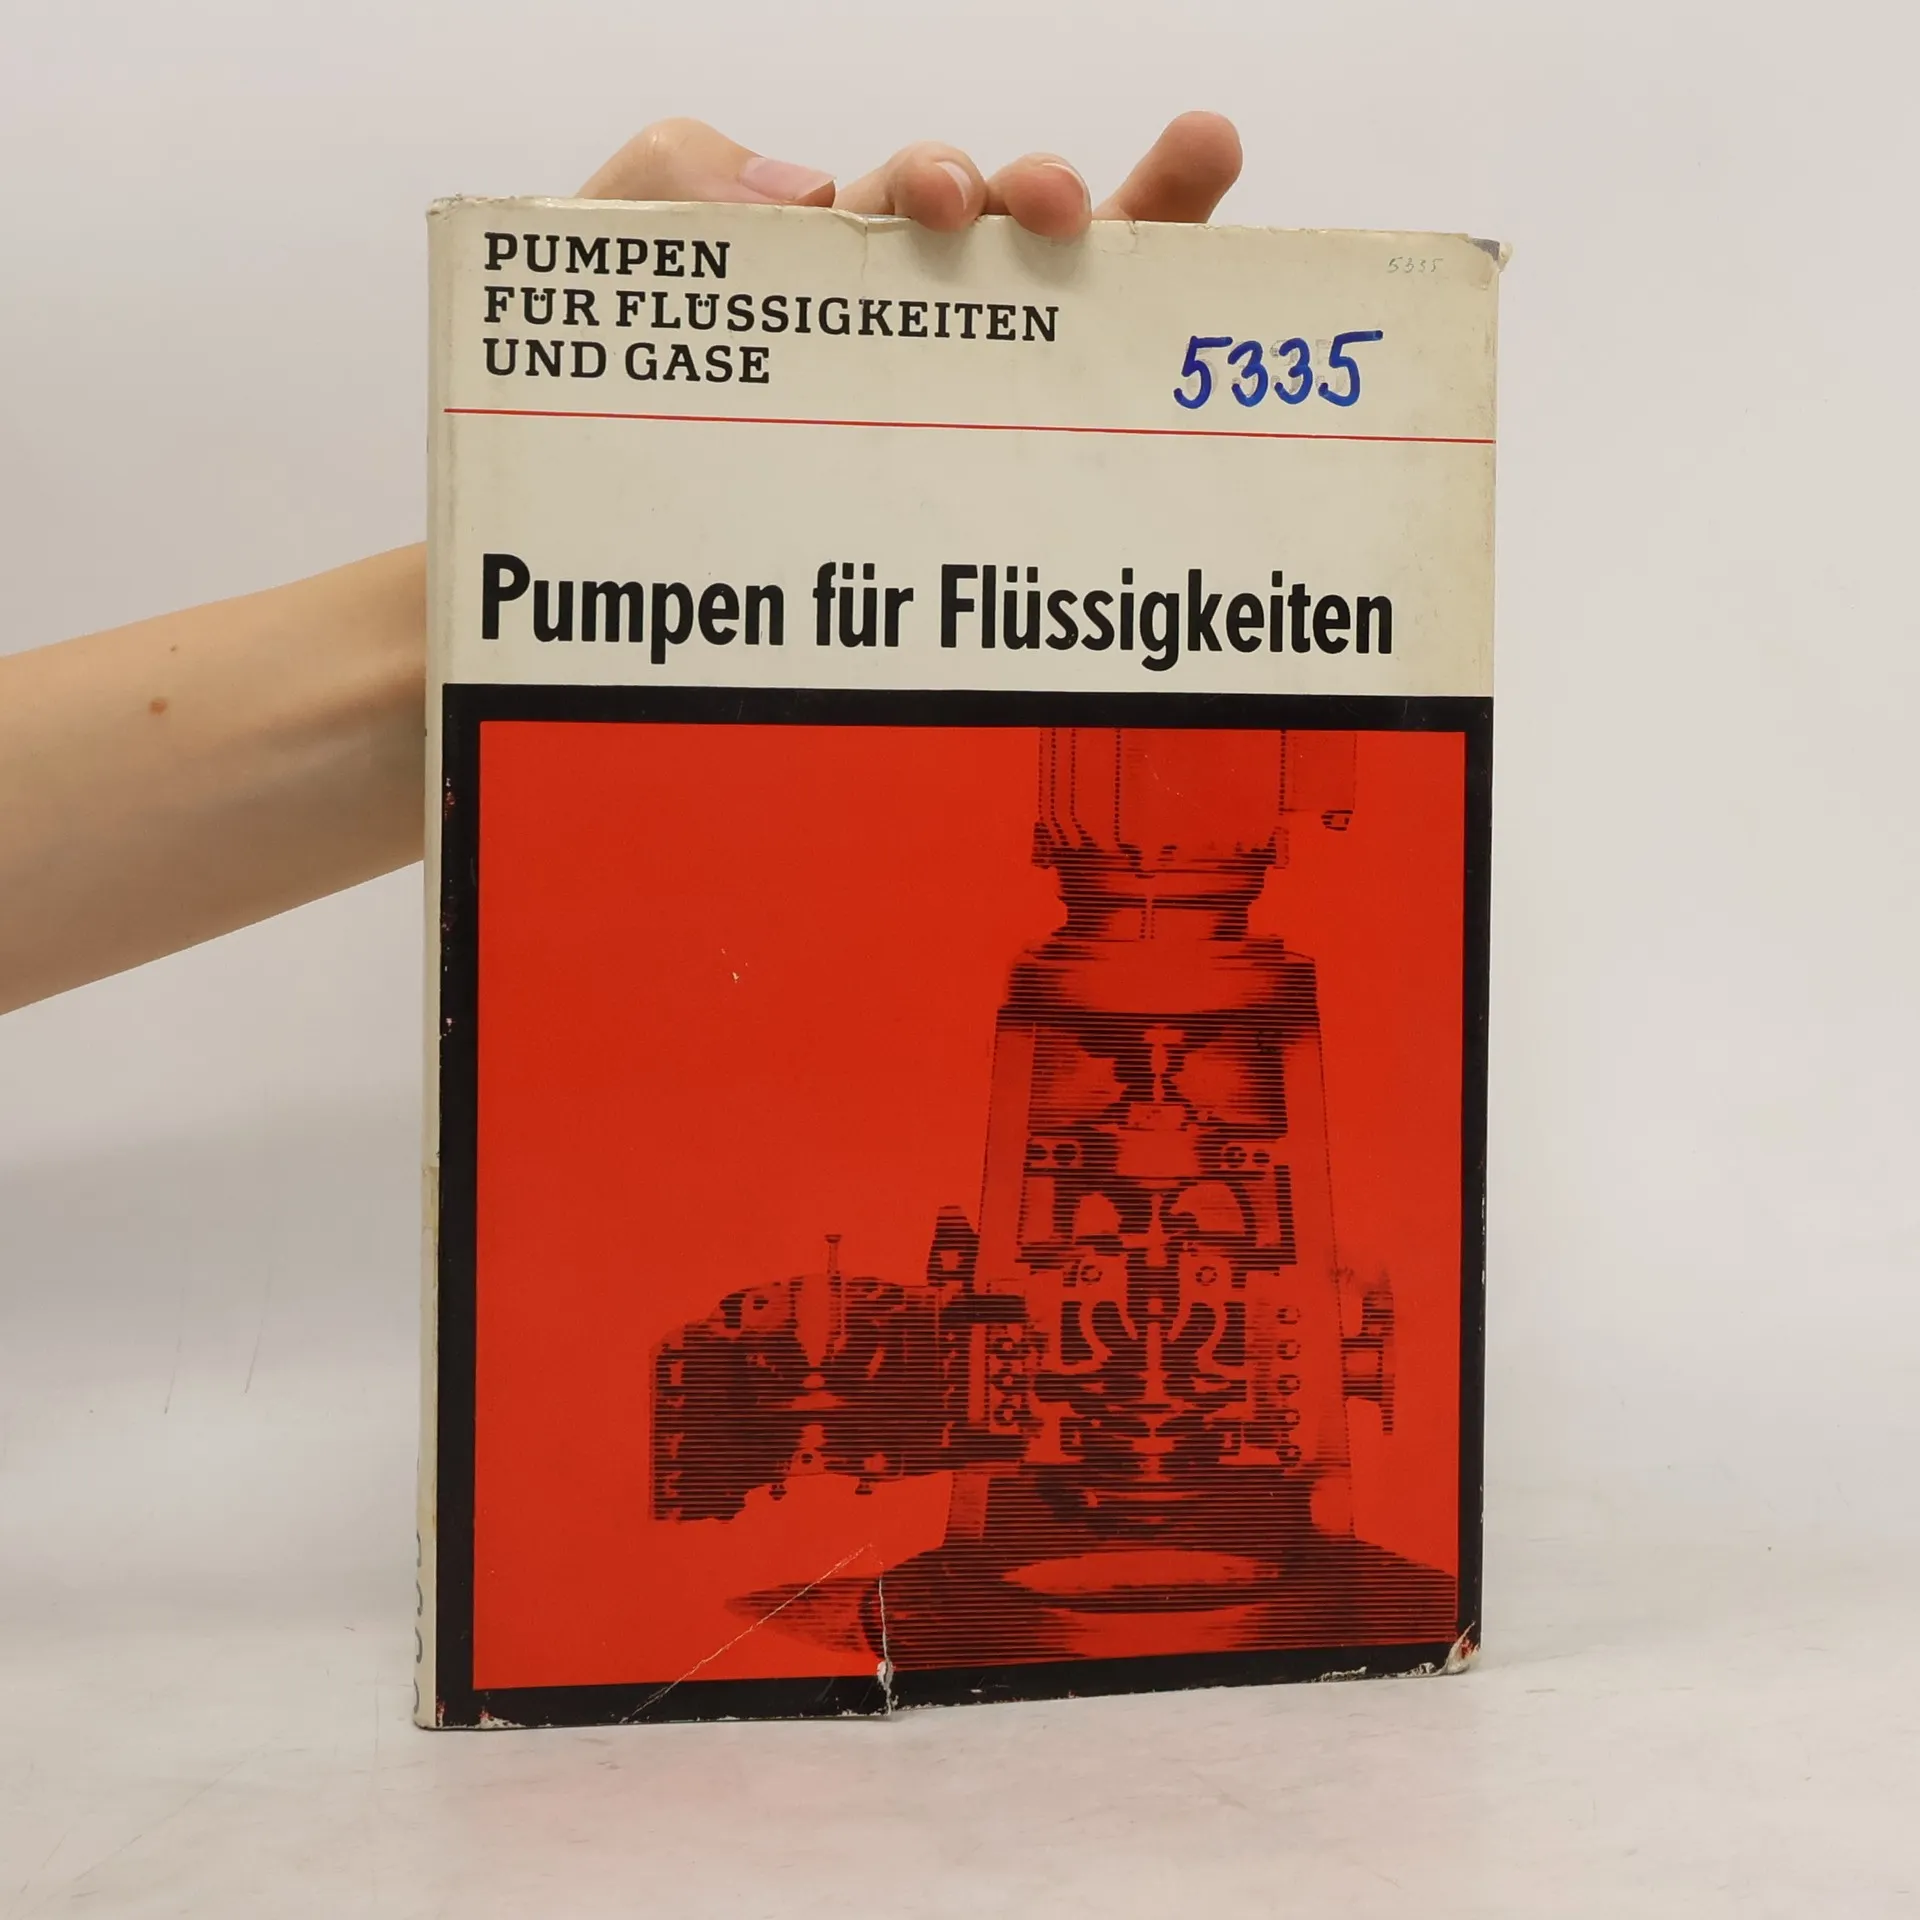 PUMPEN
FÜR FLÜSSIGKEITEN
UND GASE
5335
5335
Pumpen für Flüssigkeiten